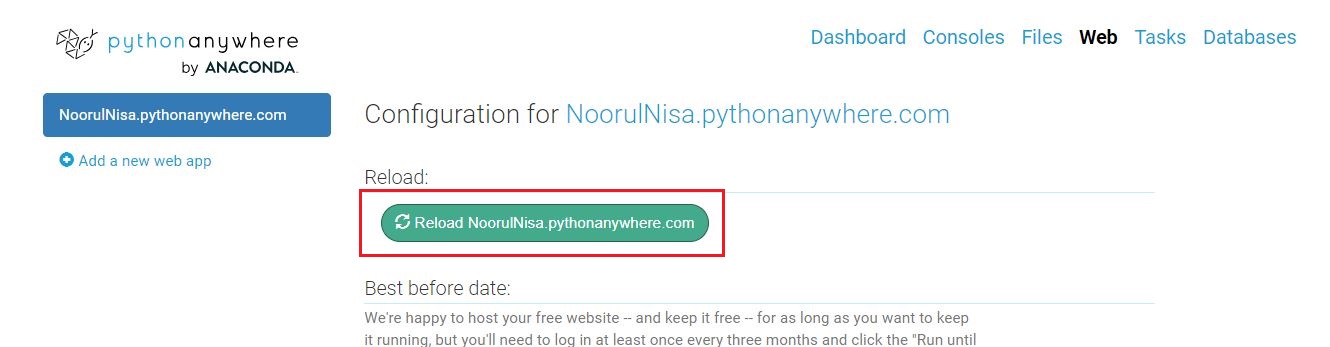 pythonanywhere
by ANACONDA.
Dashboard Consoles Files Web Tasks Databases
NoorulNisa.pythonanywhere.com
Add a new web app
Configuration for NoorulNisa.pythonanywhere.com
Reload:
Reload NoorulNisa.pythonanywhere.com
Best before date:
We're happy to host your free website -- and keep it free -- for as long as you want to keep
it running, but you'll need to log in at least once every three months and click the "Run until